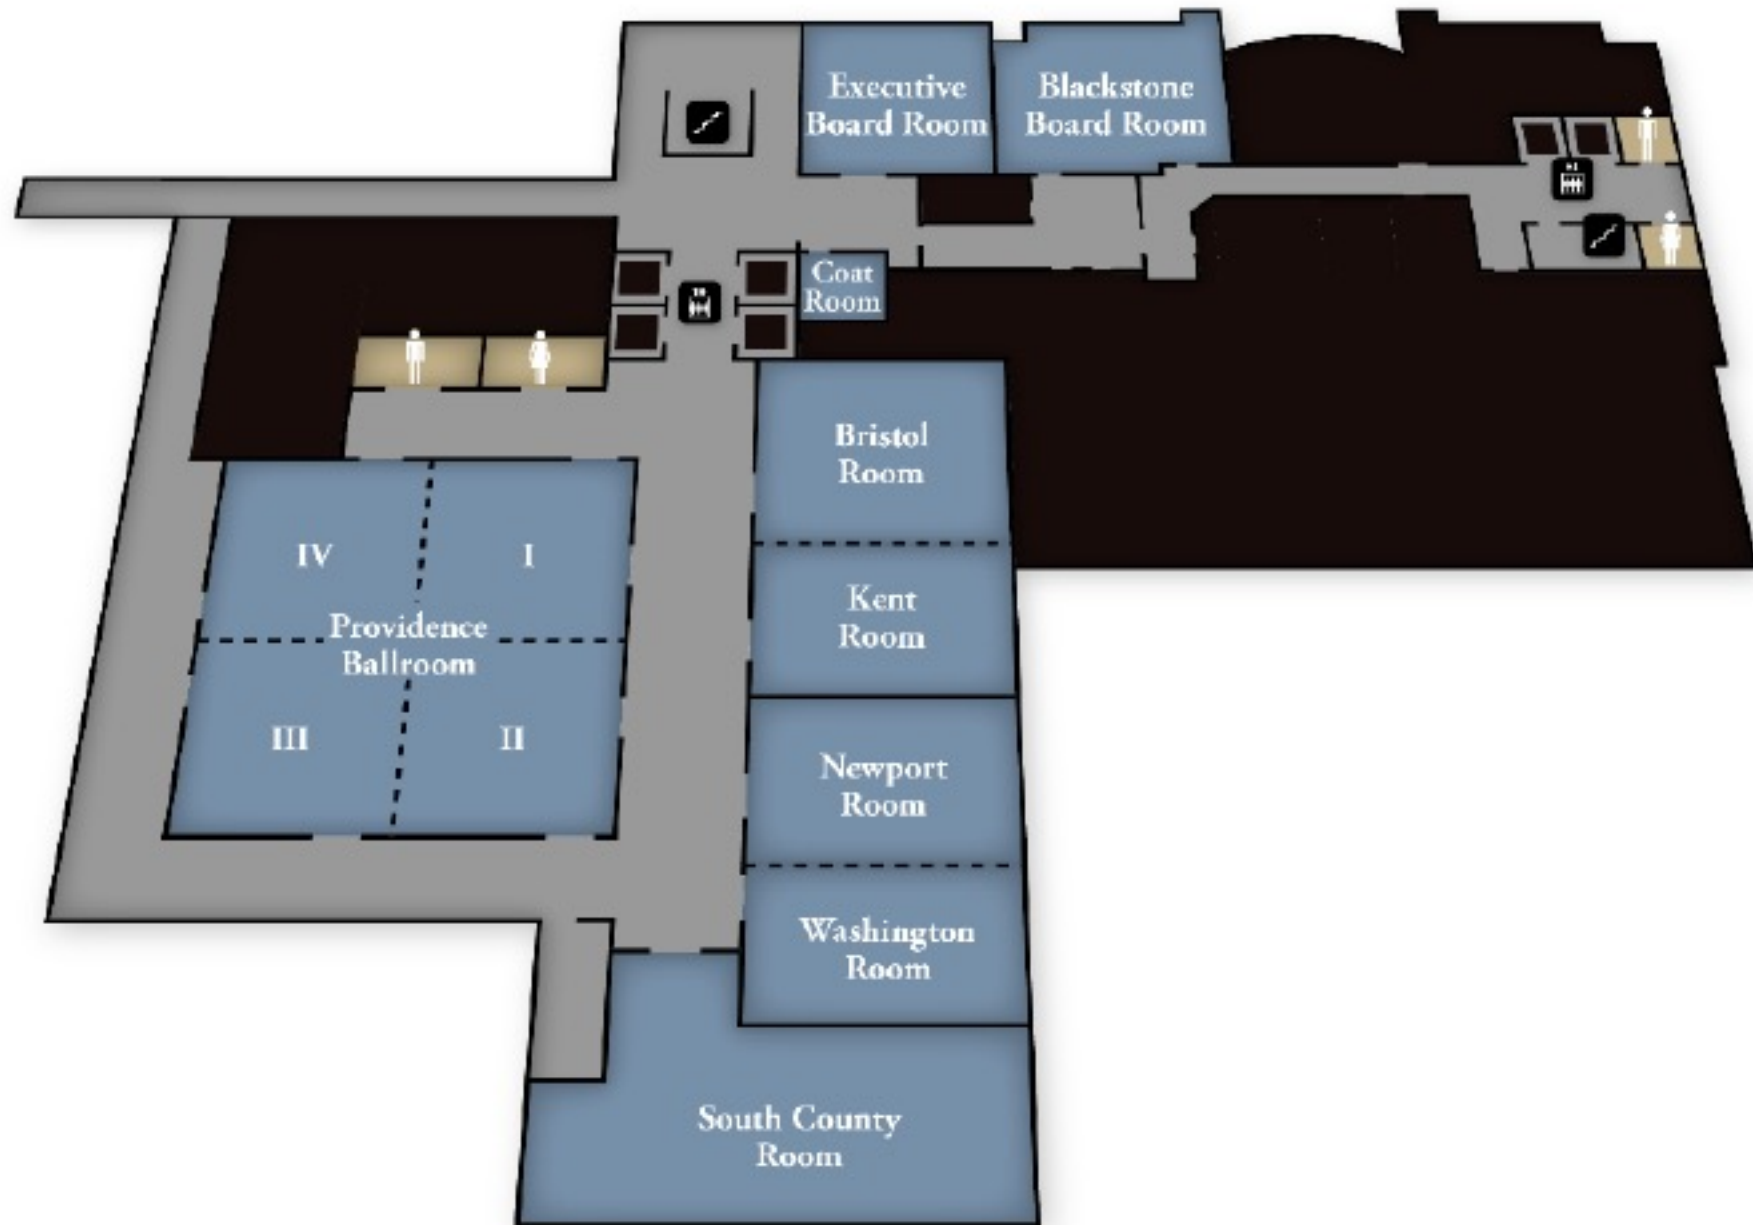 Executive
Board Room
Blackstone
Board Room
Coat
Room
Bristol
Room
IV
I
Kent
Room
Providence
Ballroom
III
II
Newport
Room
Washington
Room
South County
Room